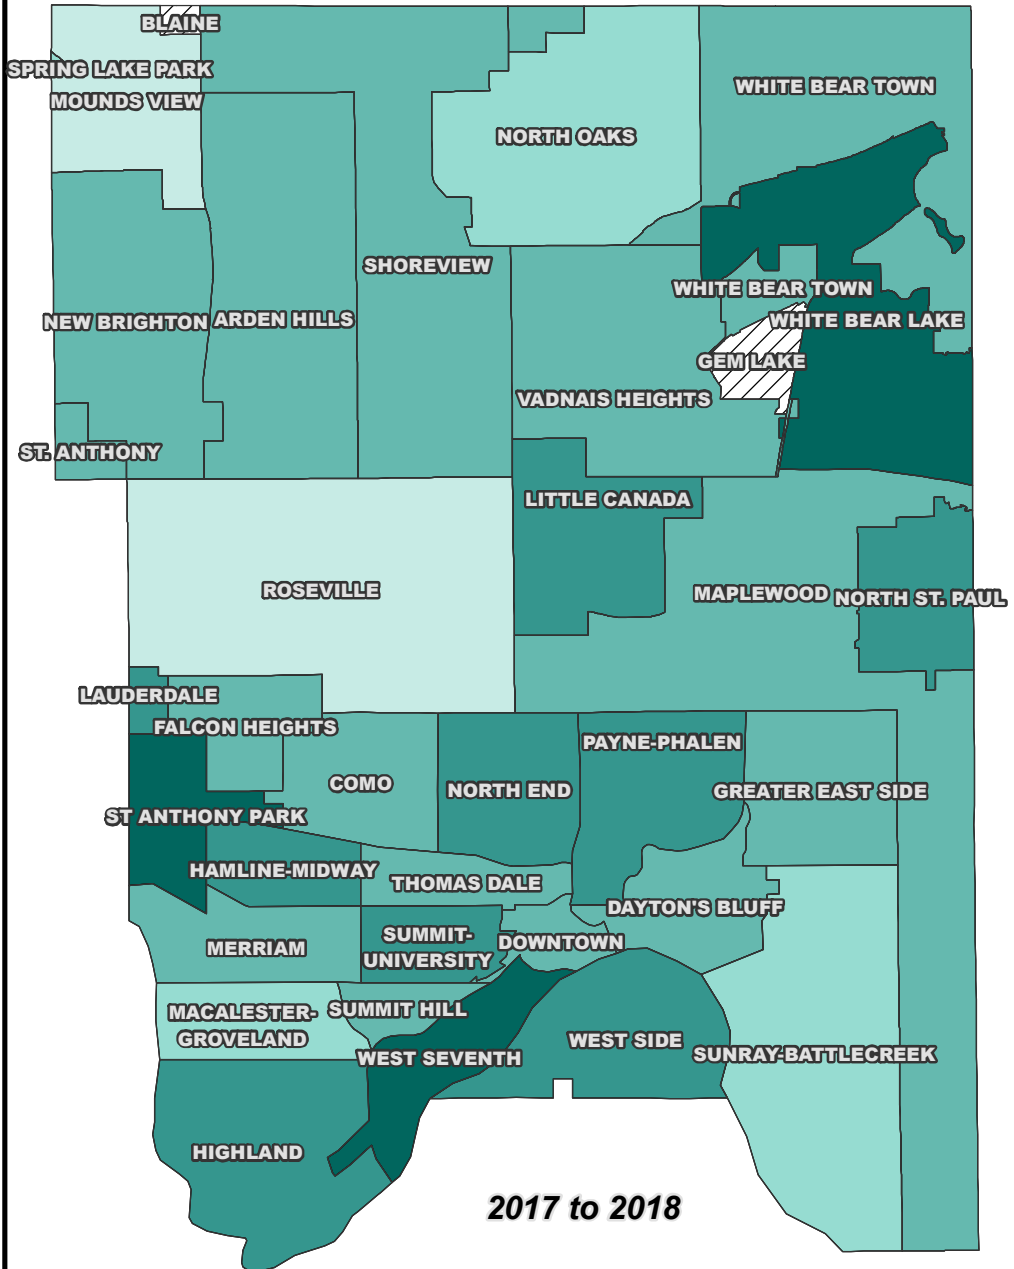 BLAINE
SPRING LAKE PARK
MOUNDS VIEW
WHITE BEAR TOWN
NORTH OAKS
SHOREVIEW
WHITE BEAR TOWN
NEW BRIGHTON
ARDEN HILLS
WHITE BEAR LAKE
GEM LAKE
VADNAIS HEIGHTS
ST. ANTHONY
LITTLE CANADA
ROSEVILLE
MAPLEWOOD
NORTH ST. PAUL
LAUDERDALE
FALCON HEIGHTS
PAYNE-PHALEN
COMO
NORTH END
GREATER EAST SIDE
ST ANTHONY PARK
HAMLINE-MIDWAY
THOMAS DALE
DAYTON'S BLUFF
MERRIAM
SUMMIT-
UNIVERSITY
DOWNTOWN
MACALESTER-
GROVELAND
SUMMIT HILL
WEST SEVENTH
WEST SIDE
SUNRAY-BATTLECREEK
HIGHLAND
2017 to 2018